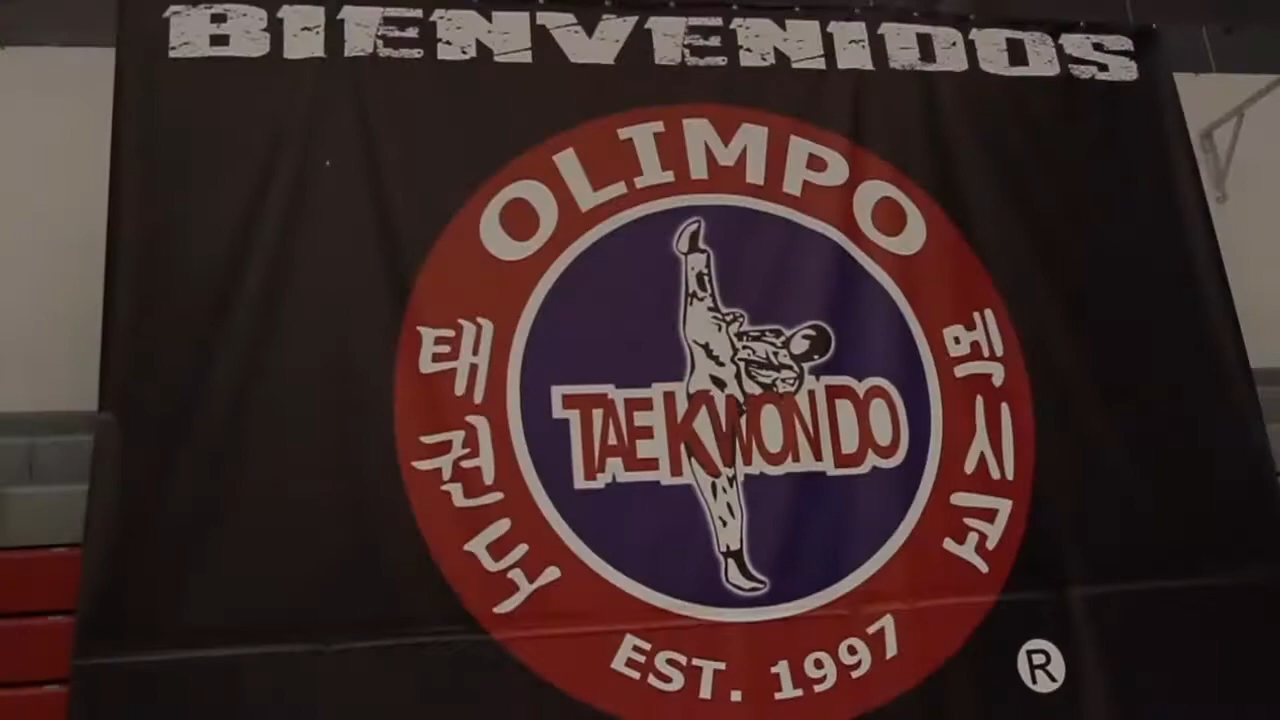 BIENVENIDOS
OLIMPO
태권도
TAEKWONDO
멕시코
EST. 1997
®